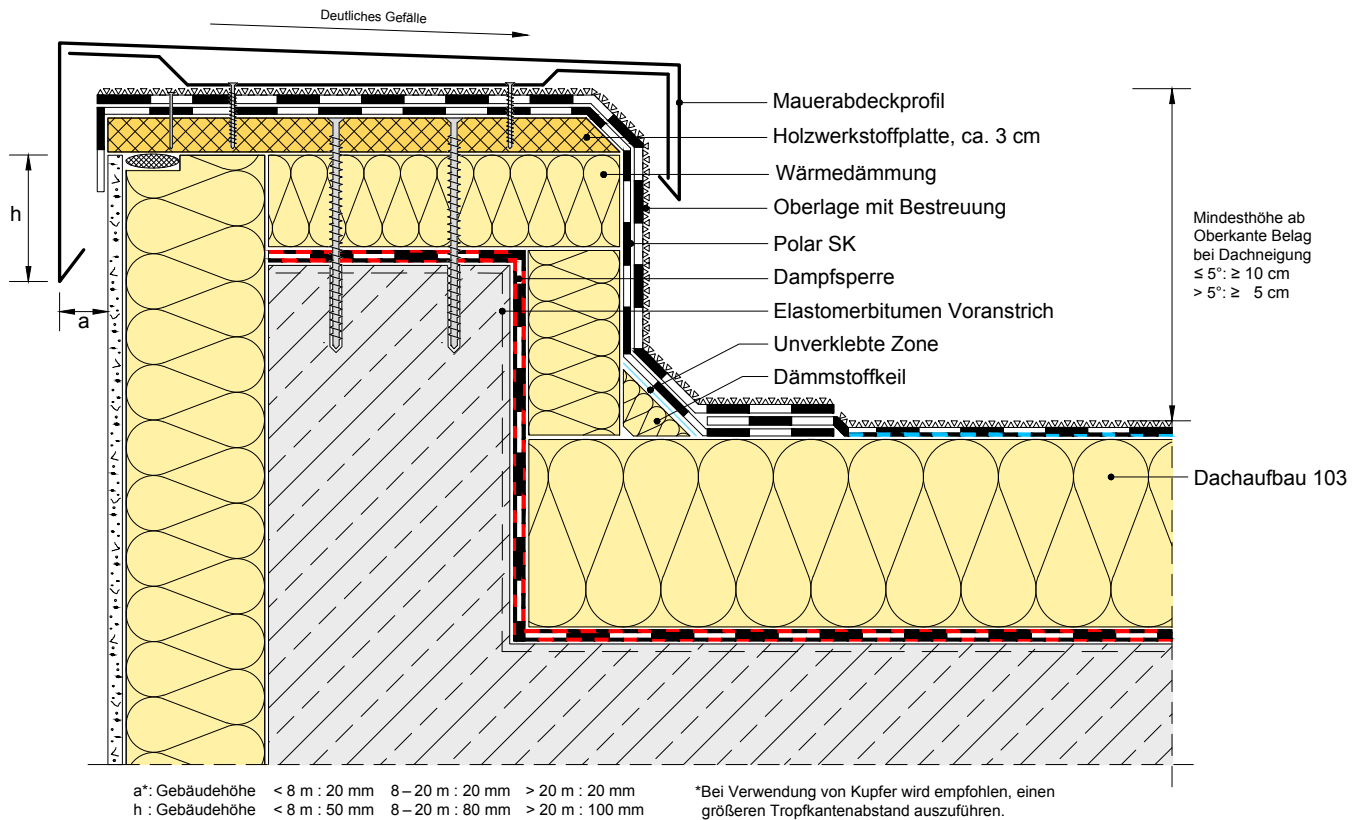 Deutliches Gefälle
Mauerabdeckprofil
Holzwerkstoffplatte, ca. 3 cm
Wärmedämmung
Oberlage mit Bestreuung
Polar SK
Dampfsperre
Elastomerbitumen Voranstrich
Unverklebte Zone
Dämmstoffkeil
h
a
Mindesthöhe ab
Oberkante Belag
bei Dachneigung
≤ 5°: ≥ 10 cm
> 5°: ≥ 5 cm
Dachaufbau 103
a*: Gebäudehöhe < 8 m : 20 mm 8 – 20 m : 20 mm > 20 m : 20 mm
h : Gebäudehöhe < 8 m : 50 mm 8 – 20 m : 80 mm > 20 m : 100 mm
*Bei Verwendung von Kupfer wird empfohlen, einen
größeren Tropfkantenabstand auszuführen.